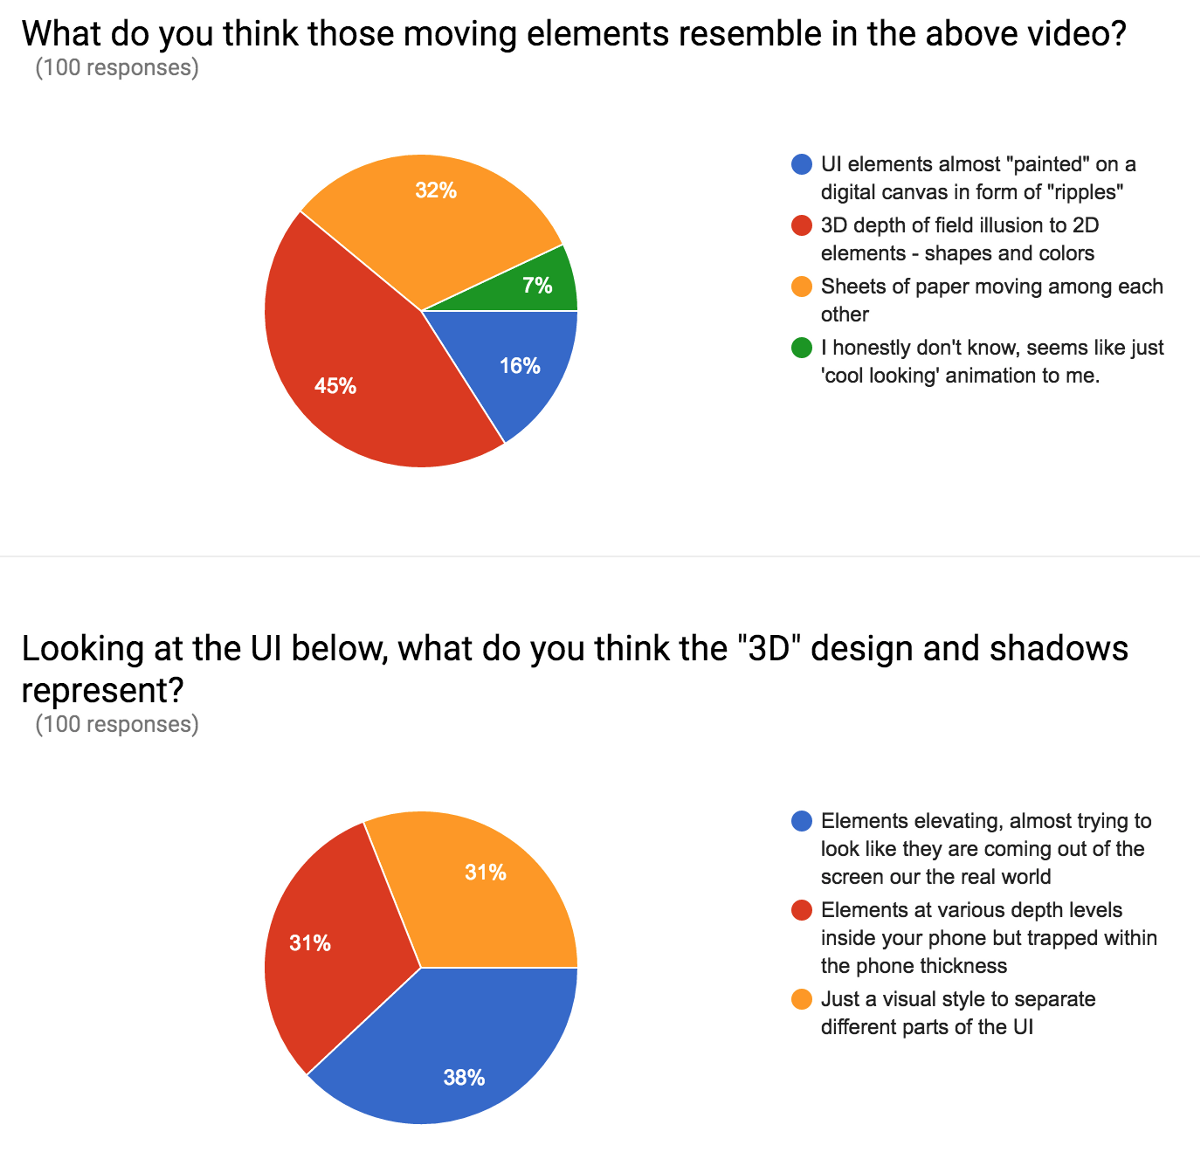 What do you think those moving elements resemble in the above video?
(100 responses)
32%
7%
16%
45%
UI elements almost "painted" on a
digital canvas in form of "ripples"
3D depth of field illusion to 2D
elements - shapes and colors
Sheets of paper moving among each
other
I honestly don't know, seems like just
'cool looking' animation to me.
Looking at the UI below, what do you think the "3D" design and shadows
represent?
(100 responses)
31%
31%
38%
Elements elevating, almost trying to
look like they are coming out of the
screen our the real world
Elements at various depth levels
inside your phone but trapped within
the phone thickness
Just a visual style to separate
different parts of the UI